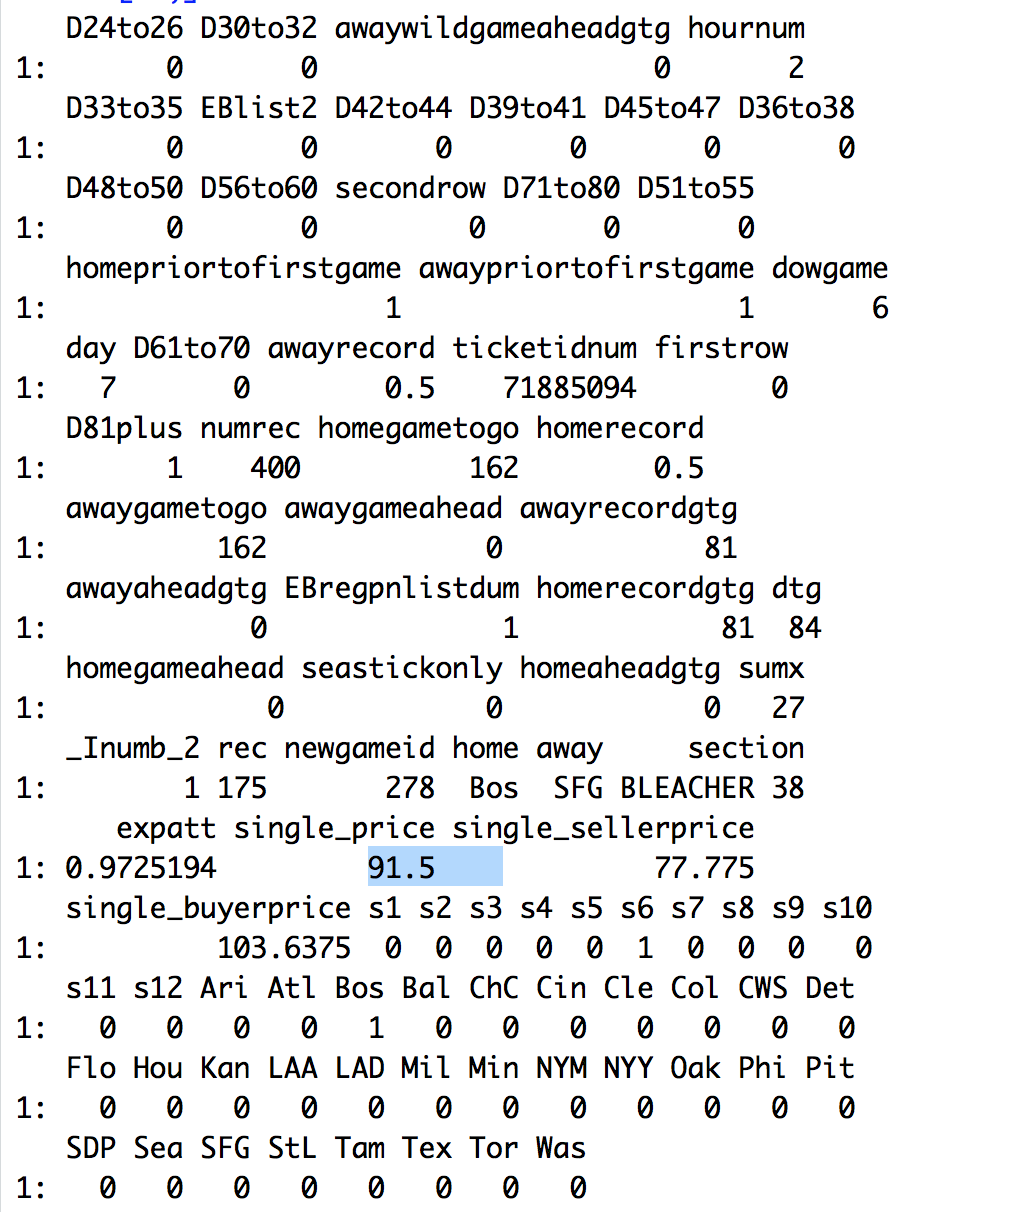 D24to26 D30to32 awaywildgameaheadgtg hournum
1: 0 0 0 2
D33to35 EBlist2 D42to44 D39to41 D45to47 D36to38
1: 0 0 0 0 0 0
D48to50 D56to60 secondrow D71to80 D51to55
1: 0 0 0 0 0
homepriortofirstgame awaypriortofirstgame dowgame
1: 1 1 6
day D61to70 awayrecord ticketidnum firstrow
1: 7 0 0.5 71885094 0
D81plus numrec homegametogo homerecord
1: 1 400 162 0.5
awaygametogo awaygameahead awayrecordgtg
1: 162 0 81
awayaheadgtg EBregpnlistdum homerecordgtg dtg
1: 0 1 81 84
homegameahead seastickonly homeaheadgtg sumx
1: 0 0 0 27
_Inumb_2 rec newgameid home away section
1: 1 175 278 Bos SFG BLEACHER 38
expatt single_price single_sellerprice
1: 0.9725194 91.5 77.775
single_buyerprice s1 s2 s3 s4 s5 s6 s7 s8 s9 s10
1: 103.6375 0 0 0 0 0 1 0 0 0 0
s11 s12 Ari Atl Bos Bal ChC Cin Cle Col CWS Det
1: 0 0 0 0 1 0 0 0 0 0 0 0
Flo Hou Kan LAA LAD Mil Min NYM NYY Oak Phi Pit
1: 0 0 0 0 0 0 0 0 0 0 0 0
SDP Sea SFG StL Tam Tex Tor Was
1: 0 0 0 0 0 0 0 0